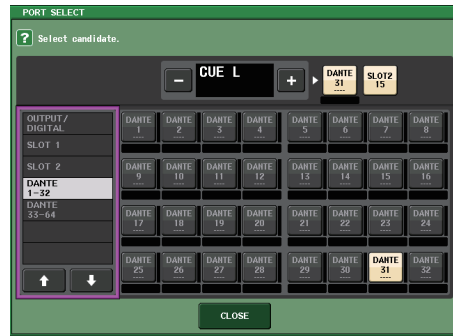 PORT SELECT
? Select candidate.
− CUE L + DANTE 31 ---- SLOT2 15
OUTPUT/
DIGITAL
SLOT 1
SLOT 2
DANTE
1-32
DANTE
33-64
DANTE 1 ---- DANTE 2 ---- DANTE 3 ---- DANTE 4 ---- DANTE 5 ---- DANTE 6 ---- DANTE 7 ---- DANTE 8 ----
DANTE 9 ---- DANTE 10 ---- DANTE 11 ---- DANTE 12 ---- DANTE 13 ---- DANTE 14 ---- DANTE 15 ---- DANTE 16 ----
DANTE 17 ---- DANTE 18 ---- DANTE 19 ---- DANTE 20 ---- DANTE 21 ---- DANTE 22 ---- DANTE 23 ---- DANTE 24 ----
DANTE 25 ---- DANTE 26 ---- DANTE 27 ---- DANTE 28 ---- DANTE 29 ---- DANTE 30 ---- DANTE 31 ---- DANTE 32 ----
CLOSE